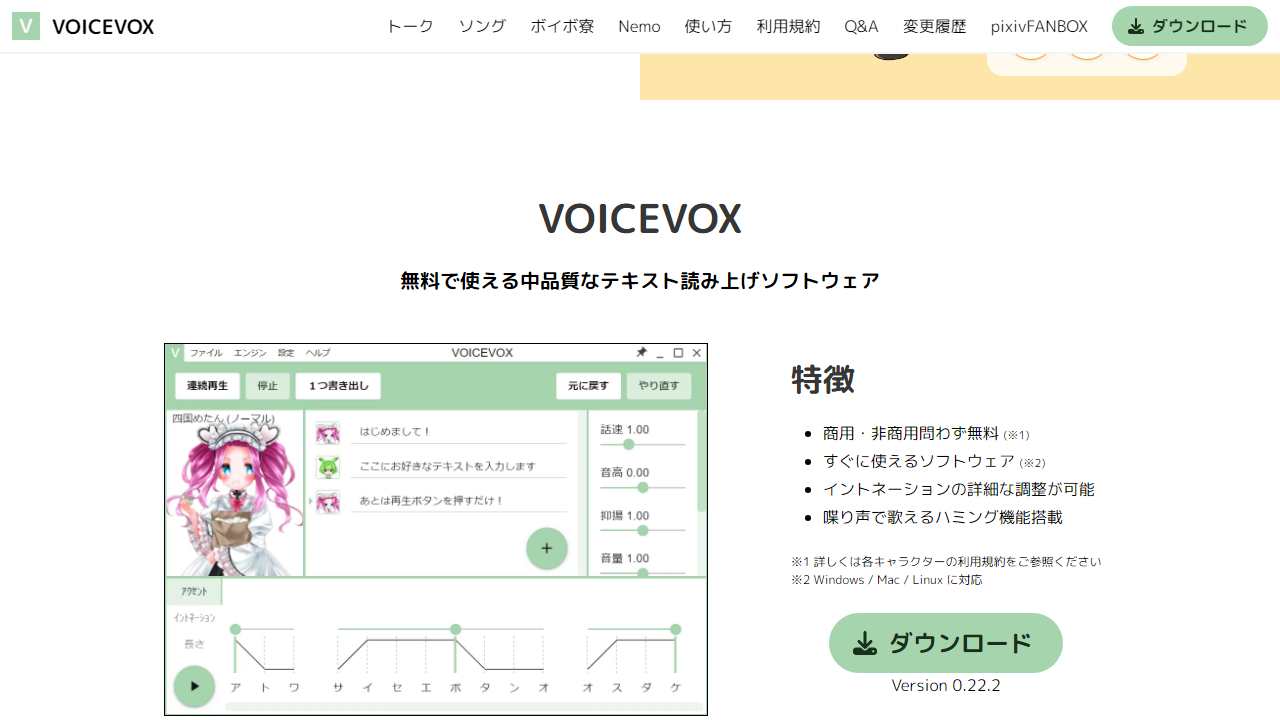 V VOICEVOX トーク ソング ボイボ寮 Nemo 使い方 利用規約 Q&A 変更履歴 pixivFANBOX ダウンロード
VOICEVOX
無料で使える中品質なテキスト読み上げソフトウェア
V ファイル エンジン 設定 ヘルプ VOICEVOX
連続再生 停止 1つ書き出し 元に戻す やり直す
四国めたん (ノーマル)
はじめまして!
ここにお好きなテキストを入力します
あとは再生ボタンを押すだけ!
話速 1.00
音高 0.00
抑揚 1.00
音量 1.00
アクセント
イントネーション
長さ
ア ト ワ サ イ セ エ ボ タ ン オ オ ス ダ ケ
特徴
商用・非商用問わず無料 (※1)
すぐに使えるソフトウェア (※2)
イントネーションの詳細な調整が可能
喋り声で歌えるハミング機能搭載
※1 詳しくは各キャラクターの利用規約をご参照ください
※2 Windows / Mac / Linux に対応
ダウンロード
Version 0.22.2